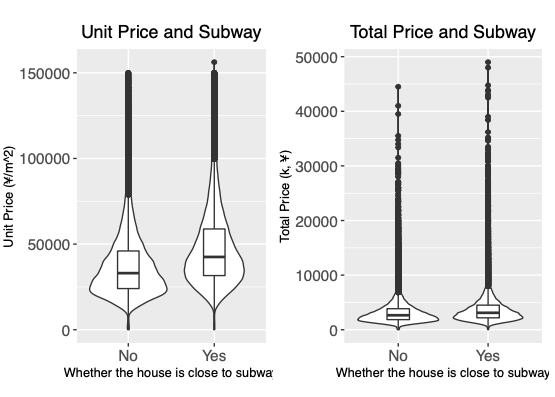 Unit Price and Subway
Unit Price (¥/m^2)
150000
100000
50000
0
No Yes
Whether the house is close to subway
Total Price and Subway
Total Price (k, ¥)
50000
40000
30000
20000
10000
0
No Yes
Whether the house is close to subway